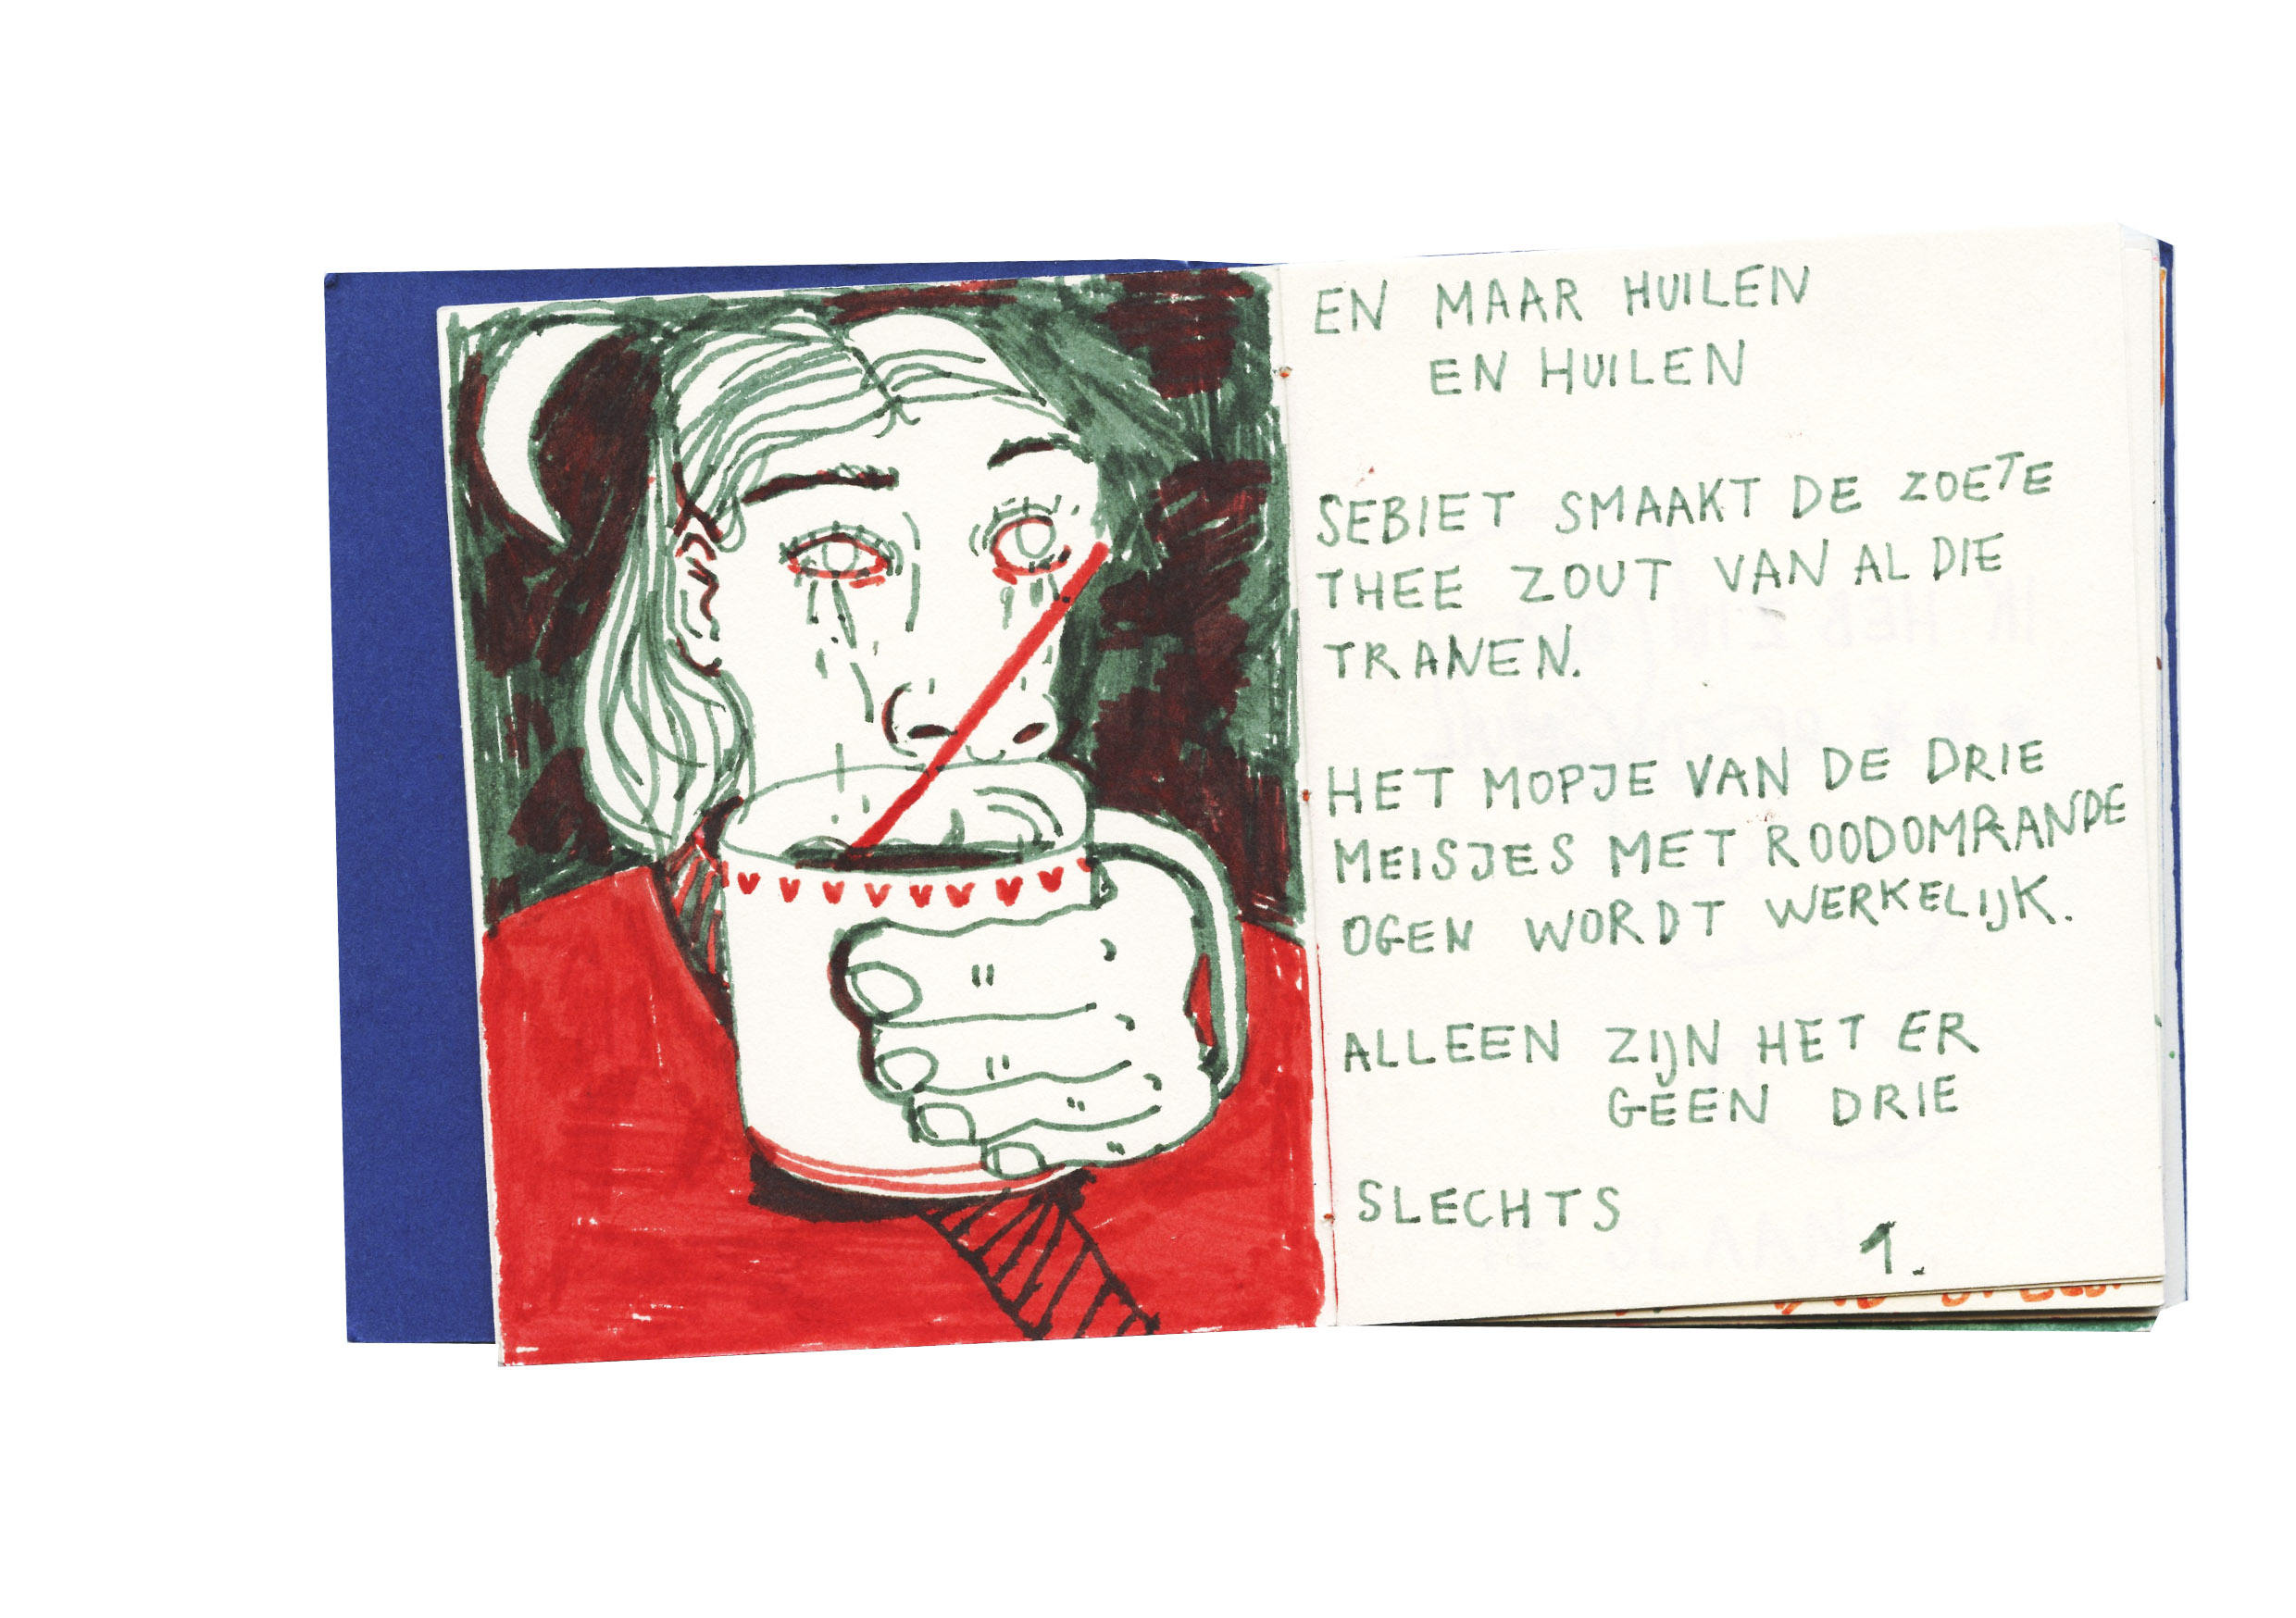 EN MAAR HUILEN
EN HUILEN
SEBIET SMAAKT DE ZOETE
THEE ZOUT VAN AL DIE
TRANEN.
HET MOPJE VAN DE DRIE
MEISJES MET ROODOMRANDE
OGEN WORDT WERKELIJK.
ALLEEN ZIJN HET ER
GEEN DRIE
SLECHTS
1.